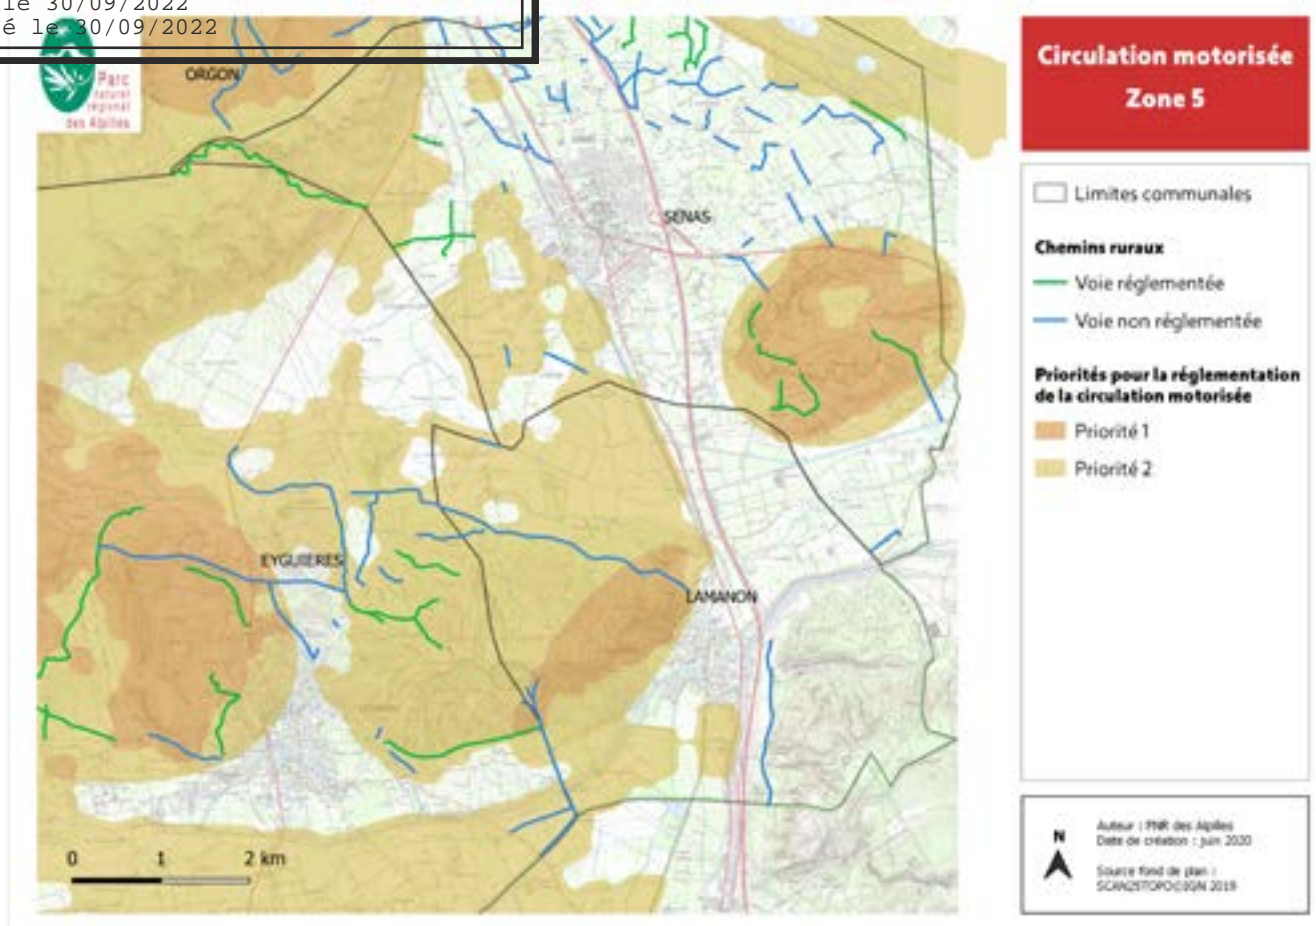 le 30/09/2022
é le 30/09/2022
Parc
naturel
régional
des Alpilles
ORGON
SENAS
EYGUIERES
LAMANON
0 1 2 km
Circulation motorisée
Zone 5
Limites communales
Chemins ruraux
Voie réglementée
Voie non réglementée
Priorités pour la réglementation
de la circulation motorisée
Priorité 1
Priorité 2
N
Auteur : PNR des Alpilles
Date de création : juin 2020
Source fond de plan :
SCAN25TOPO©IGN 2019